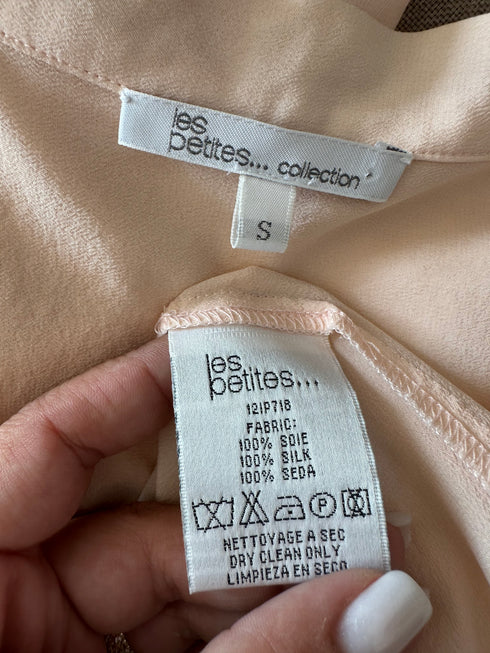 les
petites... collection
S
les
petites...
121P718
FABRIC:
100% SOIE
100% SILK
100% SEDA
P
NETTOYAGE A SEC
DRY CLEAN ONLY
LIMPIEZA EN SECO